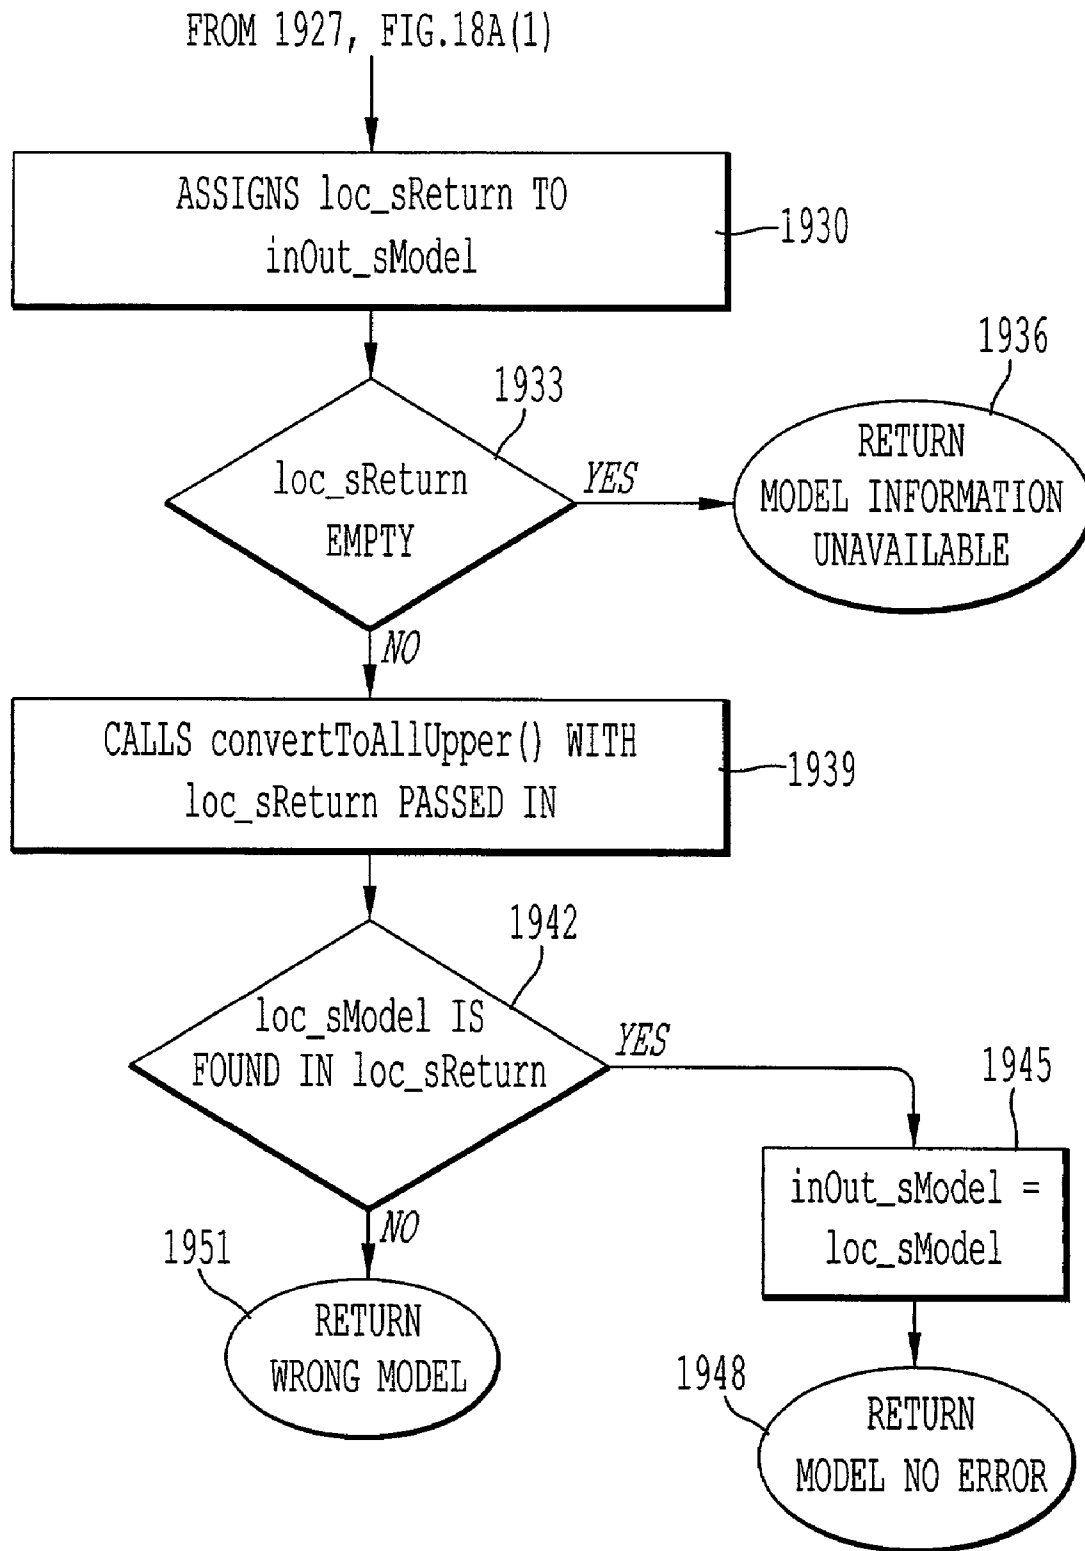 FROM 1927, FIG.18A(1)
ASSIGNS loc_sReturn TO
inOut_sModel
1930
1933
loc_sReturn
EMPTY
YES
1936
RETURN
MODEL INFORMATION
UNAVAILABLE
NO
CALLS convertToAllUpper() WITH
loc_sReturn PASSED IN
1939
1942
loc_sModel IS
FOUND IN loc_sReturn
YES
1945
inOut_sModel =
loc_sModel
NO
1951
RETURN
WRONG MODEL
1948
RETURN
MODEL NO ERROR